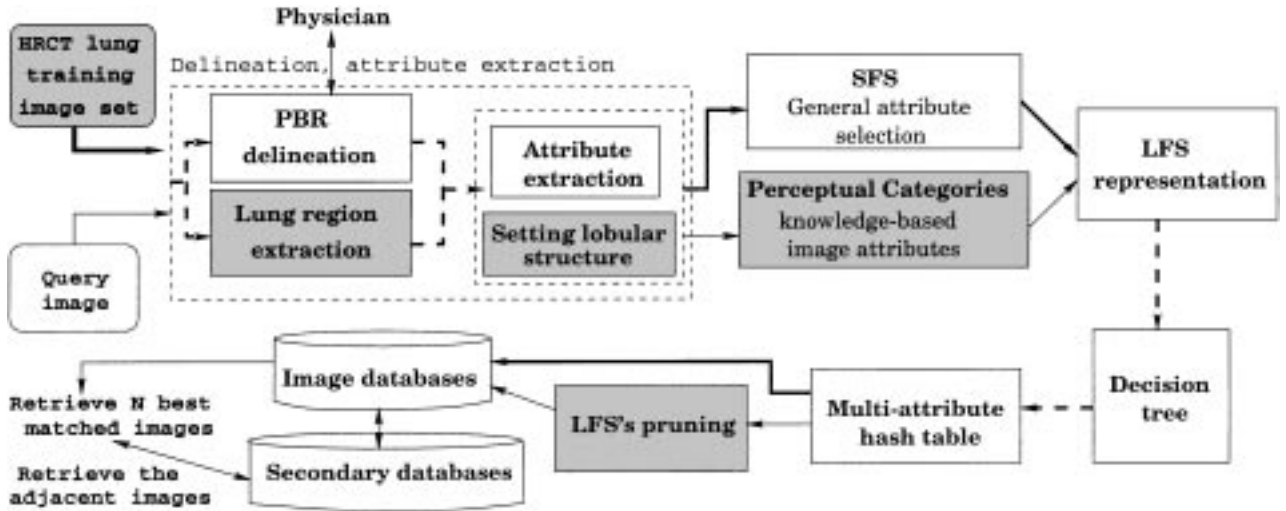 HRCT lung
training
image set
Physician
Delineation, attribute extraction
PBR
delineation
Lung region
extraction
Attribute
extraction
Setting lobular
structure
SFS
General attribute
selection
Perceptual Categories
knowledge-based
image attributes
LFS
representation
Query
image
Image databases
Secondary databases
Retrieve N best
matched images
Retrieve the
adjacent images
LFS's pruning
Multi-attribute
hash table
Decision
tree